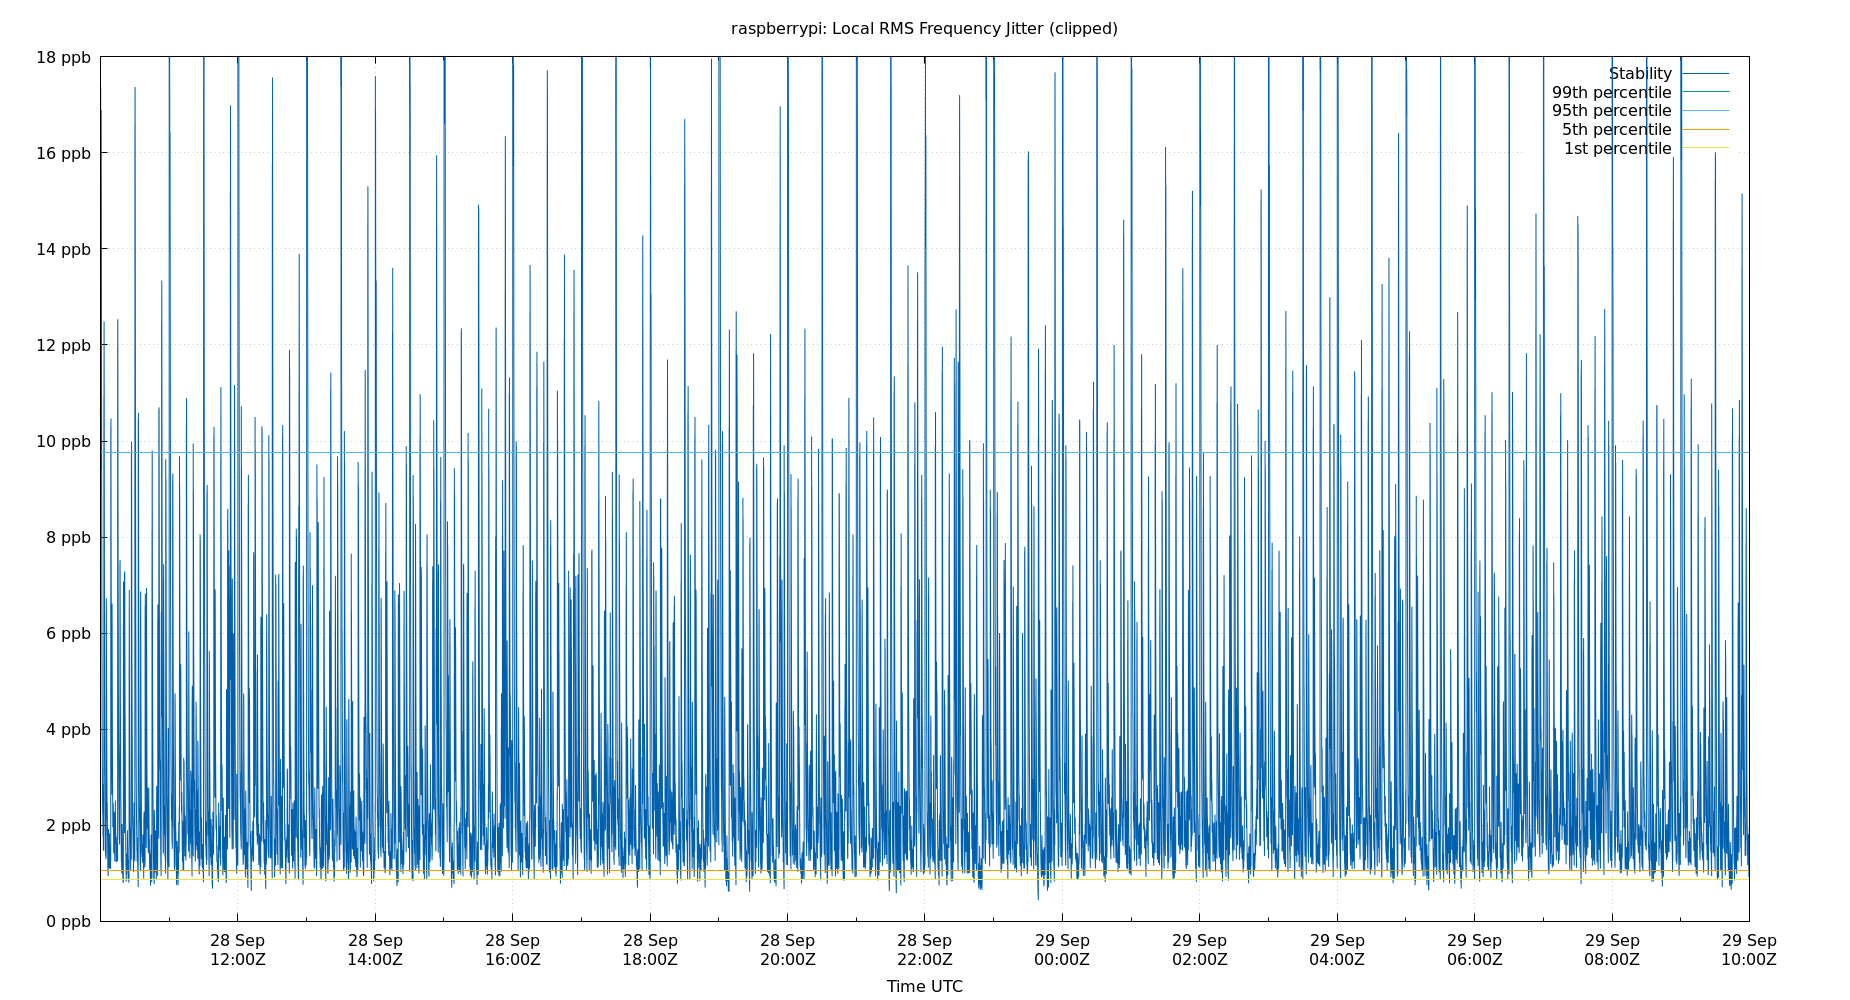 raspberrypi: Local RMS Frequency Jitter (clipped)
18 ppb
16 ppb
14 ppb
12 ppb
10 ppb
8 ppb
6 ppb
4 ppb
2 ppb
0 ppb
Stability
99th percentile
95th percentile
5th percentile
1st percentile
28 Sep 28 Sep 28 Sep 28 Sep 28 Sep 28 Sep 29 Sep 29 Sep 29 Sep 29 Sep 29 Sep 29 Sep
12:00Z 14:00Z 16:00Z 18:00Z 20:00Z 22:00Z 00:00Z 02:00Z 04:00Z 06:00Z 08:00Z 10:00Z
Time UTC